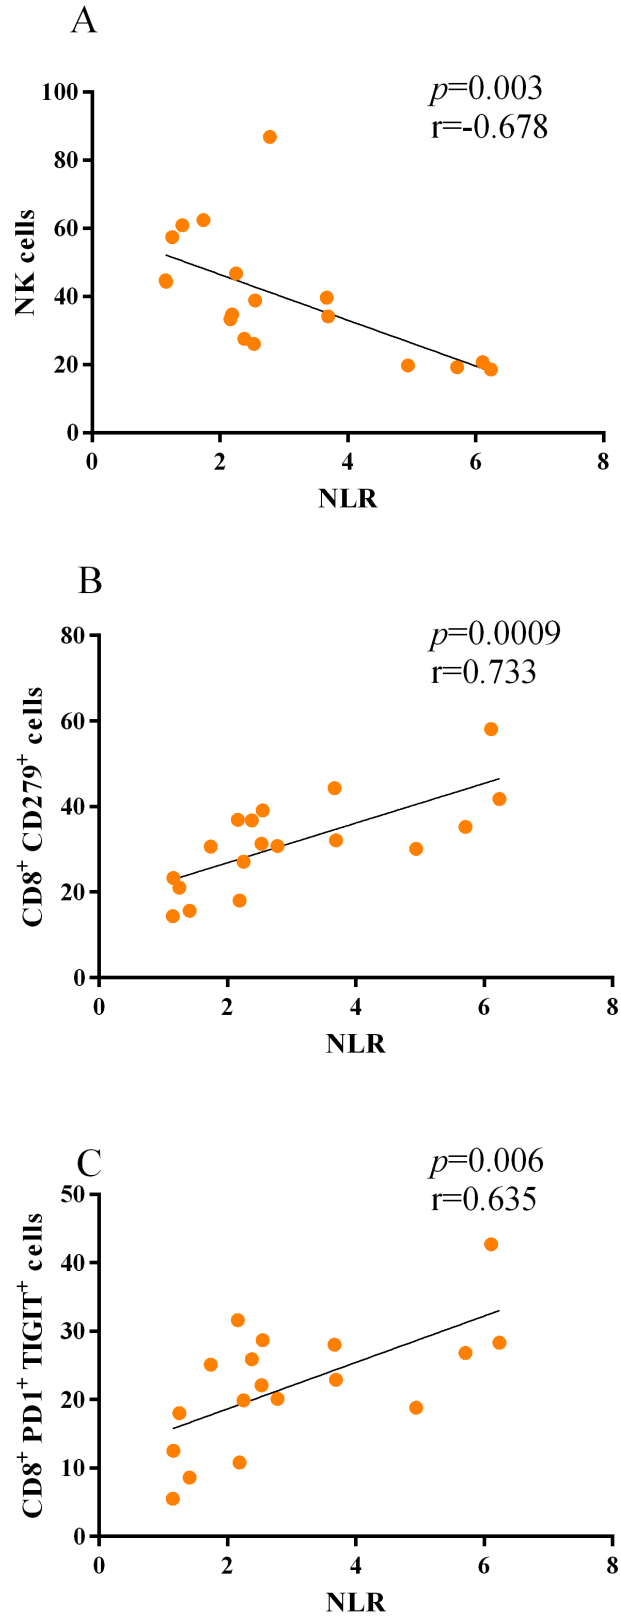 A
p=0.003
r=-0.678
100
80
60
40
20
0
NK cells
0 2 4 6 8
NLR
B
p=0.0009
r=0.733
80
60
40
20
0
CD8⁺ CD279⁺ cells
0 2 4 6 8
NLR
C
p=0.006
r=0.635
50
40
30
20
10
0
CD8⁺ PD1⁺ TIGIT⁺ cells
0 2 4 6 8
NLR